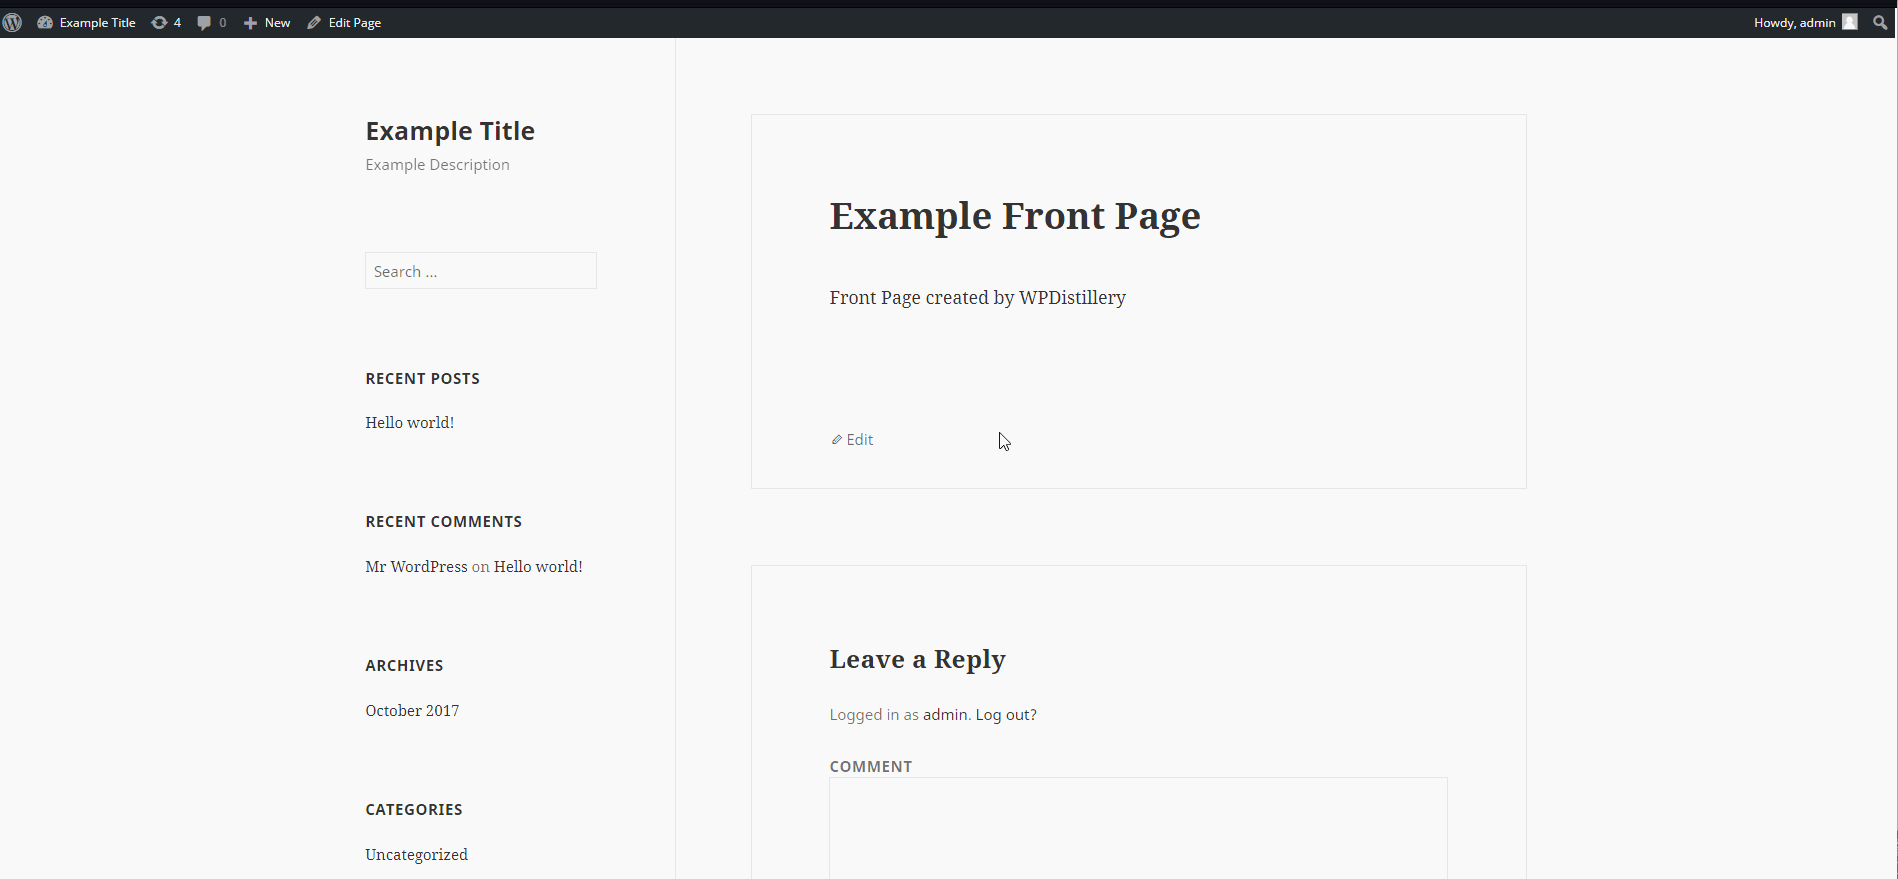 Example Title 4 0 New Edit Page Howdy, admin
Example Title
Example Description
Search ...
RECENT POSTS
Hello world!
RECENT COMMENTS
Mr WordPress on Hello world!
ARCHIVES
October 2017
CATEGORIES
Uncategorized
Example Front Page
Front Page created by WPDistillery
Edit
Leave a Reply
Logged in as admin. Log out?
COMMENT